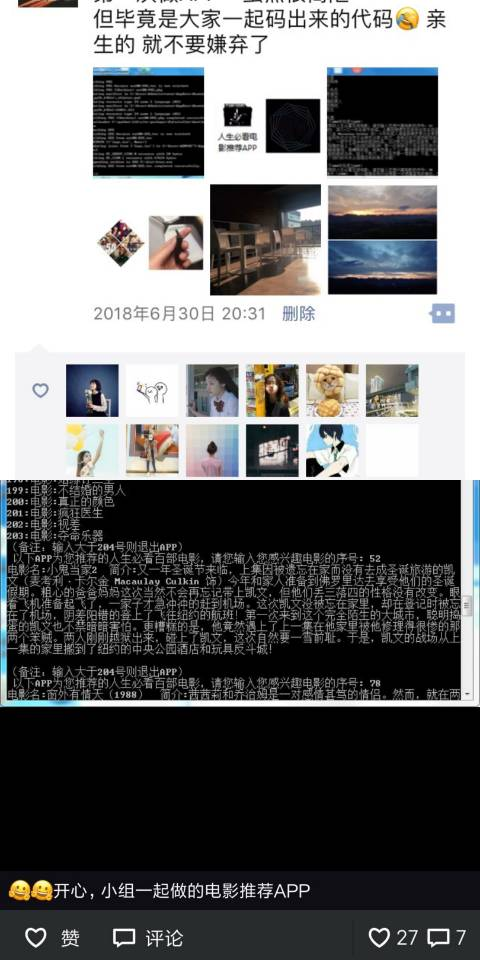 但毕竟是大家一起码出来的代码 亲
生的 就不要嫌弃了
人生必看电
影推荐APP
2018年6月30日 20:31 删除
199:电影:不结婚的男人
200:电影:真正的颜色
201:电影:疯狂医生
202:电影:视差
203:电影:夺命乐器
(备注，输入大于204号则退出APP)
以下APP为您推荐的人生必看百部电影，请您输入您感兴趣电影的序号: 52
电影名:小鬼当家2 简介:又一年圣诞节来临，上集因被遗忘在家而没有去成圣诞旅游的凯
文（麦考利·卡尔金 Macaulay Culkin 饰）今年和家人准备到佛罗里达去享受他们的圣诞
假期。粗心的爸爸妈妈这次当然不会再忘记带上凯文，但他们丢三落四的性格没有改变。眼
看飞机准备起飞了，一家子才急冲冲的赶到机场。这次凯文没被忘在家里，却在登记时被忘
在了机场，阴差阳错的登上了飞往纽约的航班！第一次来到这个完全陌生的大城市，聪明捣
蛋的凯文也不禁暗暗害怕。更糟糕的是，他竟然遇上了上一集在他家里被他修理得很惨的那
两个笨贼。两人刚刚越狱出来，碰上了凯文，这次自然要一雪前耻。于是，凯文的战场从上
一集的家里搬到了纽约的中央公园酒店和玩具反斗城！
(备注，输入大于204号则退出APP)
以下APP为您推荐的人生必看百部电影，请您输入您感兴趣电影的序号: 78
电影名:窗外有情天（1988） 简介:茜茜莉和乔治姆是一对感情甚笃的情侣。然而，就在两
开心，小组一起做的电影推荐APP
赞 评论 27 7